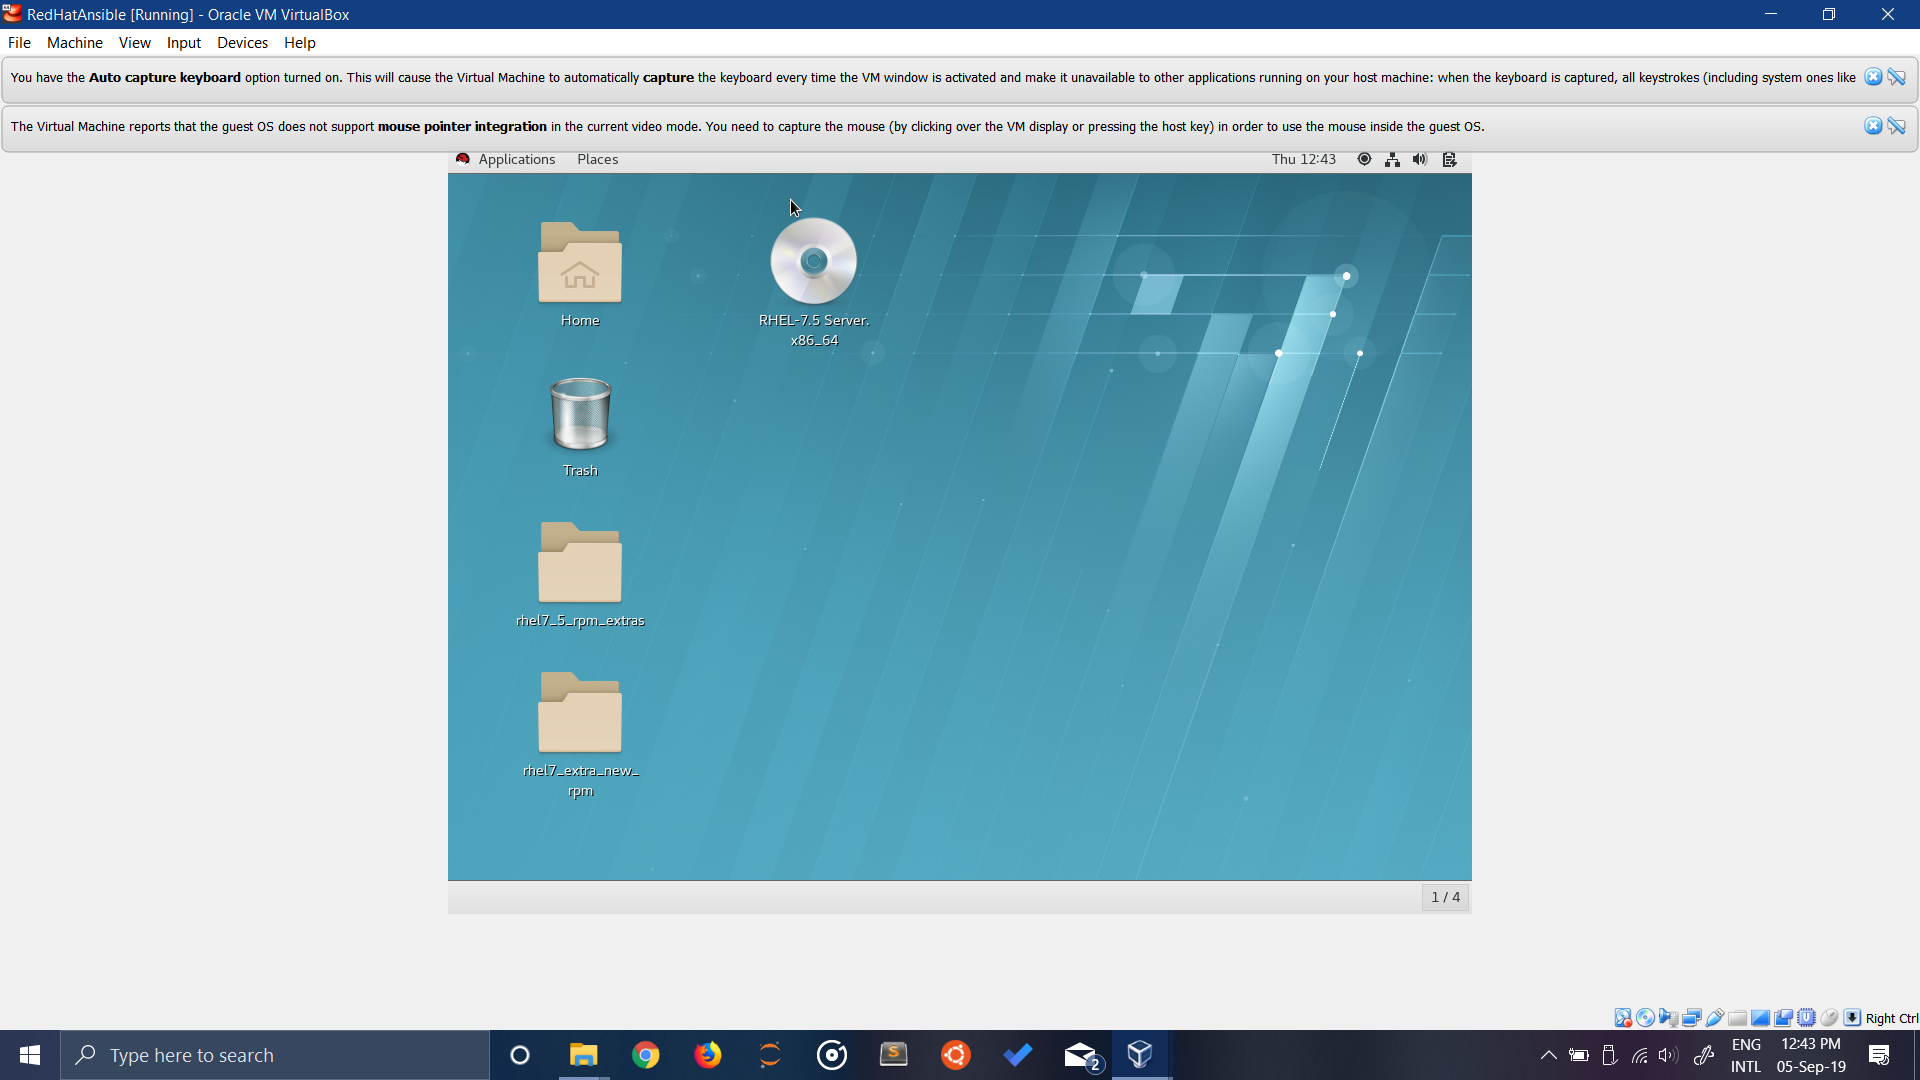 RedHatAnsible [Running] - Oracle VM VirtualBox
File Machine View Input Devices Help
You have the Auto capture keyboard option turned on. This will cause the Virtual Machine to automatically capture the keyboard every time the VM window is activated and make it unavailable to other applications running on your host machine: when the keyboard is captured, all keystrokes (including system ones like
The Virtual Machine reports that the guest OS does not support mouse pointer integration in the current video mode. You need to capture the mouse (by clicking over the VM display or pressing the host key) in order to use the mouse inside the guest OS.
Applications Places Thu 12:43
Home
RHEL-7.5 Server.
x86_64
Trash
rhel7_5_rpm_extras
rhel7_extra_new_
rpm
1 / 4
Right Ctrl
Type here to search
S
2
ENG
INTL
12:43 PM
05-Sep-19